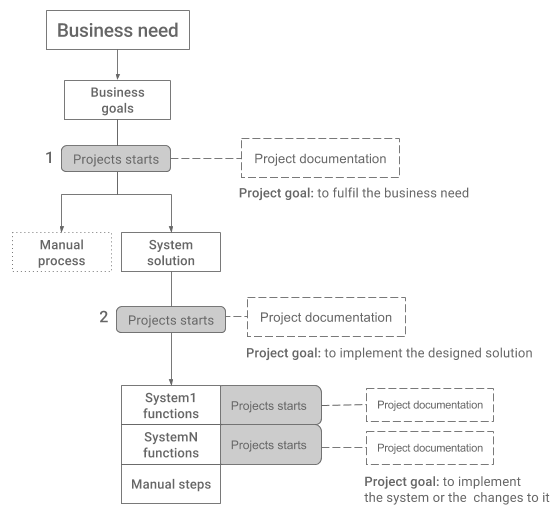 Business need
Business
goals
1
Projects starts
Project documentation
Project goal: to fulfil the business need
Manual
process
System
solution
2
Projects starts
Project documentation
Project goal: to implement the designed solution
System1
functions
Projects starts
Project documentation
SystemN
functions
Projects starts
Project documentation
Manual steps
Project goal: to implement
the system or the changes to it